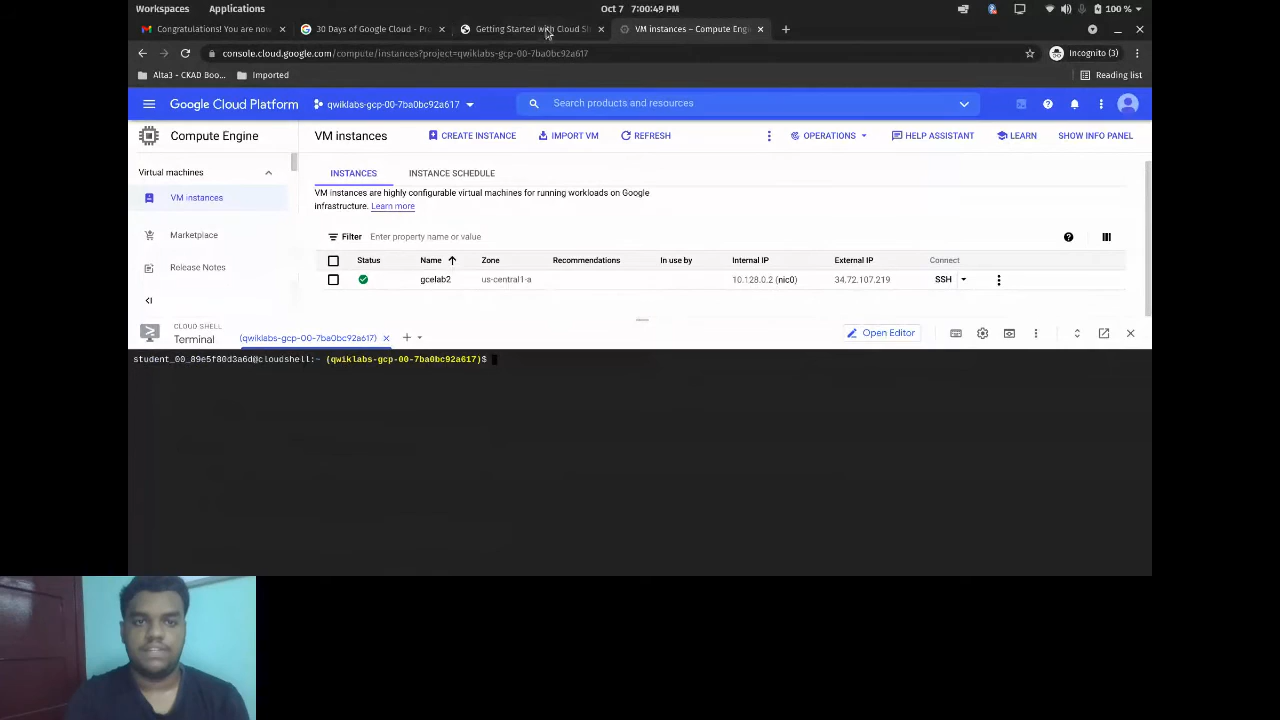 Workspaces Applications Oct 7 7:00:49 PM 100 %
Congratulations! You are now 30 Days of Google Cloud - Pro Getting Started with Cloud Sh VM instances – Compute Engi
console.cloud.google.com/compute/instances?project=qwiklabs-gcp-00-7ba0bc92a617 Incognito (3)
Alta3 - CKAD Boo... Imported Reading list
Google Cloud Platform qwiklabs-gcp-00-7ba0bc92a617 Search products and resources
Compute Engine VM instances CREATE INSTANCE IMPORT VM REFRESH OPERATIONS HELP ASSISTANT LEARN SHOW INFO PANEL
Virtual machines INSTANCES INSTANCE SCHEDULE
VM instances are highly configurable virtual machines for running workloads on Google
VM instances
infrastructure. Learn more
Marketplace Filter Enter property name or value
Status Name Zone Recommendations In use by Internal IP External IP Connect
Release Notes
gcelab2 us-central1-a 10.128.0.2 (nic0) 34.72.107.219 SSH
CLOUD SHELL
Terminal (qwiklabs-gcp-00-7ba0bc92a617) Open Editor
student_00_89e5f80d3a6d@cloudshell:~ (qwiklabs-gcp-00-7ba0bc92a617)$